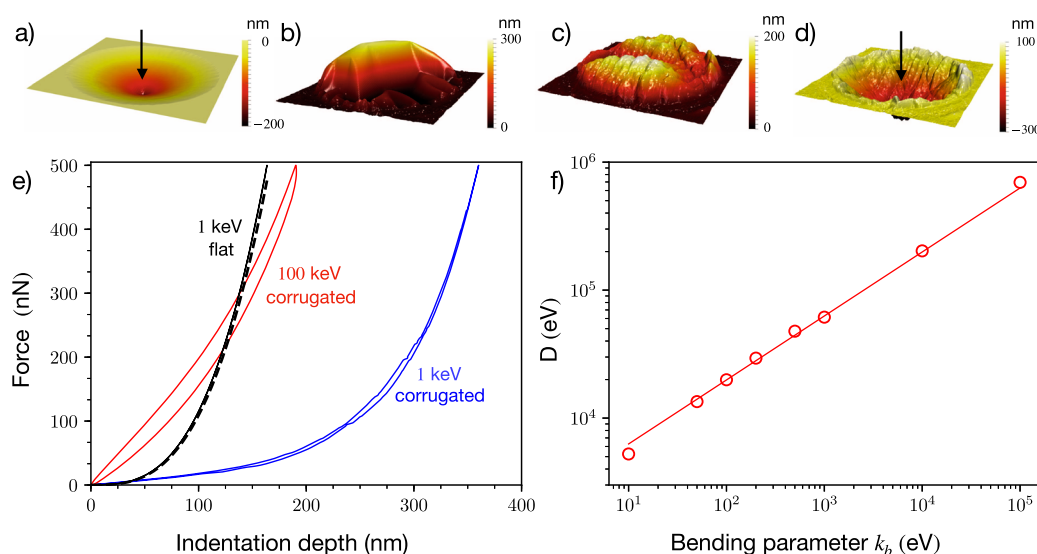 a)
nm
0
−200
b)
nm
300
0
c)
nm
200
0
d)
nm
100
−300
e)
500
400
300
200
100
0
Force (nN)
1 keV
flat
100 keV
corrugated
1 keV
corrugated
0
100
200
300
400
Indentation depth (nm)
f)
10⁶
10⁵
10⁴
D (eV)
10¹
10²
10³
10⁴
10⁵
Bending parameter k_b (eV)